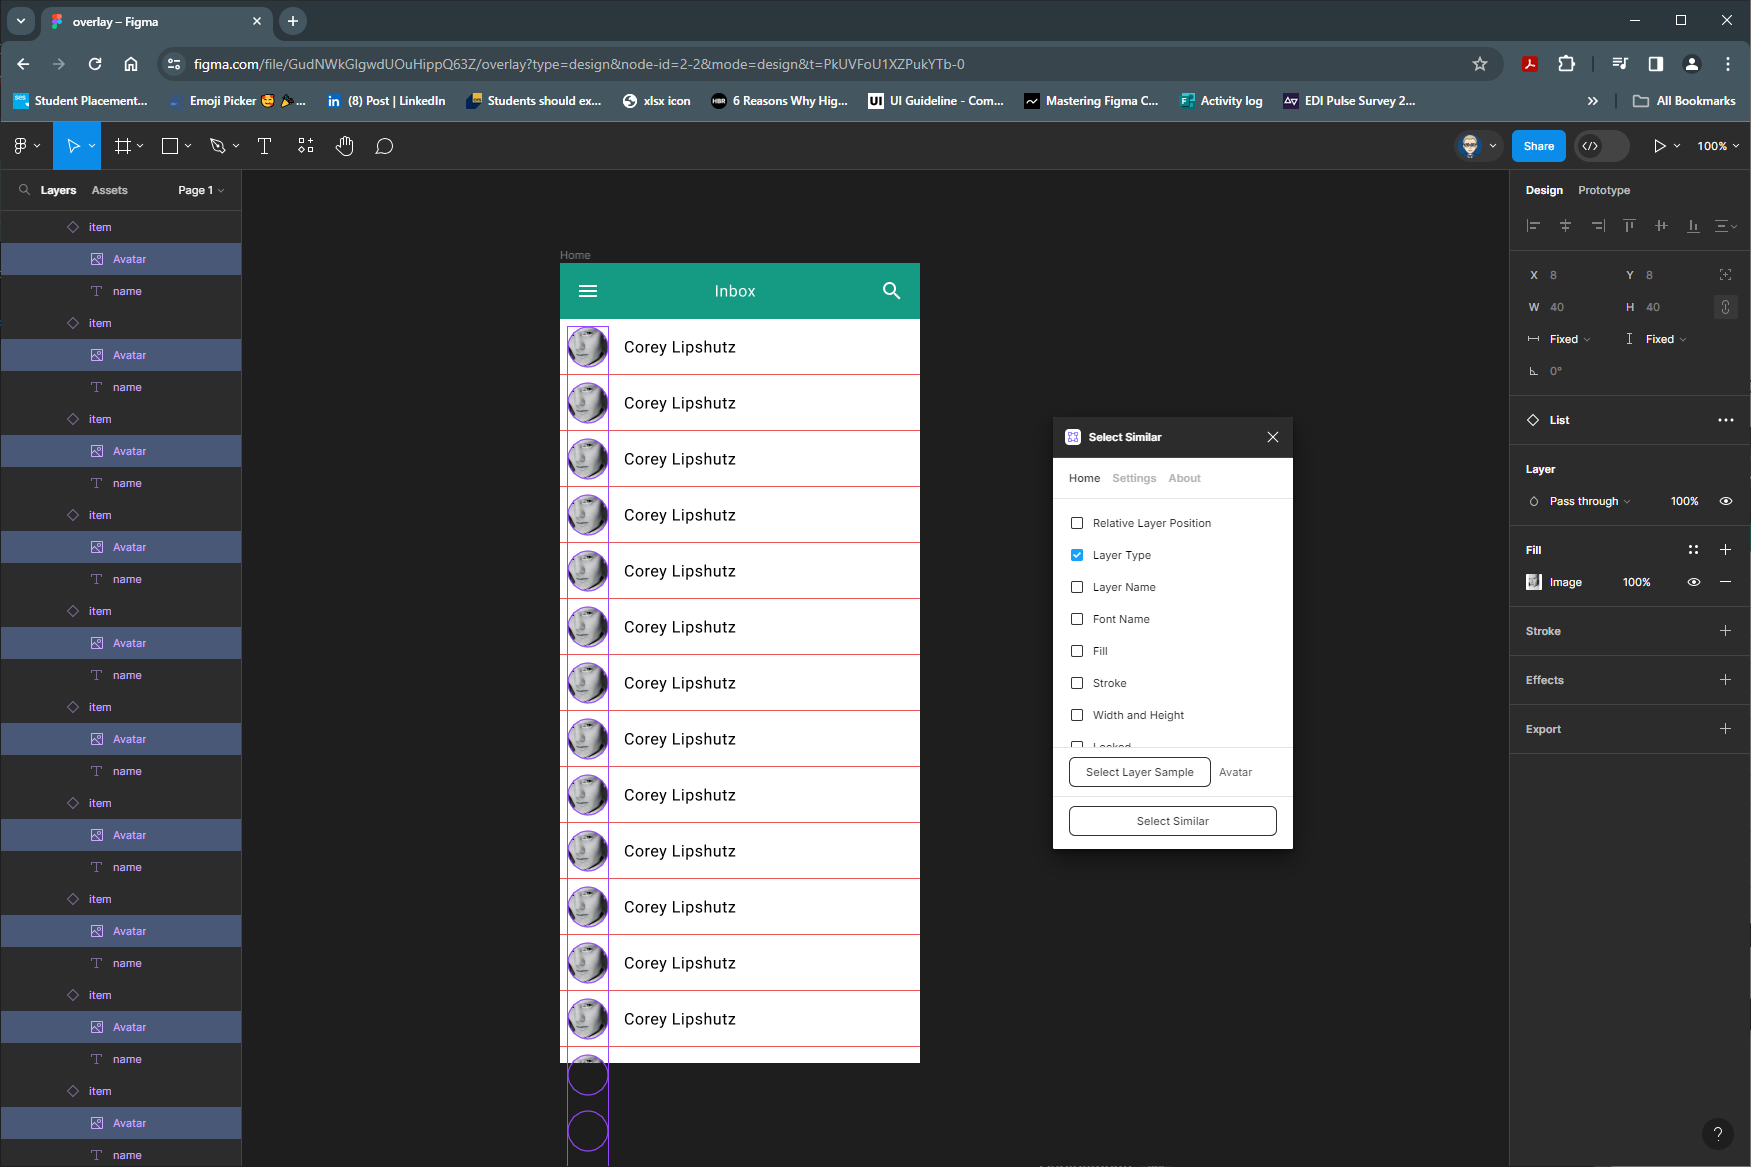 overlay – Figma
figma.com/file/GudNWkGlgwdUOuHippQ63Z/overlay?type=design&node-id=2-2&mode=design&t=PkUVFoU1XZPukYTb-0
Student Placement...
Emoji Picker 😍 🎉...
(8) Post | LinkedIn
Students should ex...
xlsx icon
6 Reasons Why Hig...
UI Guideline - Com...
Mastering Figma C...
Activity log
EDI Pulse Survey 2...
All Bookmarks
Share
100%
Layers
Assets
Page 1
item
Avatar
name
item
Avatar
name
item
Avatar
name
item
Avatar
name
item
Avatar
name
item
Avatar
name
item
Avatar
name
item
Avatar
name
item
Avatar
name
item
Avatar
name
Home
Inbox
Corey Lipshutz
Corey Lipshutz
Corey Lipshutz
Corey Lipshutz
Corey Lipshutz
Corey Lipshutz
Corey Lipshutz
Corey Lipshutz
Corey Lipshutz
Corey Lipshutz
Corey Lipshutz
Corey Lipshutz
Corey Lipshutz
Select Similar
Home
Settings
About
Relative Layer Position
Layer Type
Layer Name
Font Name
Fill
Stroke
Width and Height
Locked
Select Layer Sample
Avatar
Select Similar
Design
Prototype
X 8
Y 8
W 40
H 40
Fixed
Fixed
0°
List
Layer
Pass through
100%
Fill
Image
100%
Stroke
Effects
Export
?